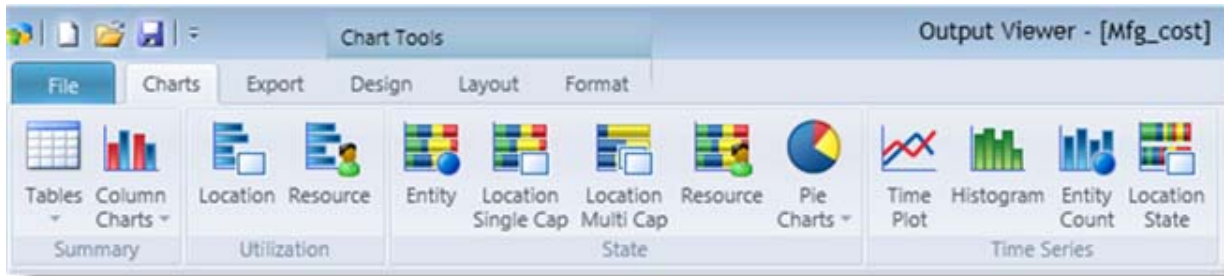 Chart Tools
Output Viewer - [Mfg_cost]
File
Charts
Export
Design
Layout
Format
Tables
Column
Charts
Location
Resource
Entity
Location
Single Cap
Location
Multi Cap
Resource
Pie
Charts
Time
Plot
Histogram
Entity
Count
Location
State
Summary
Utilization
State
Time Series